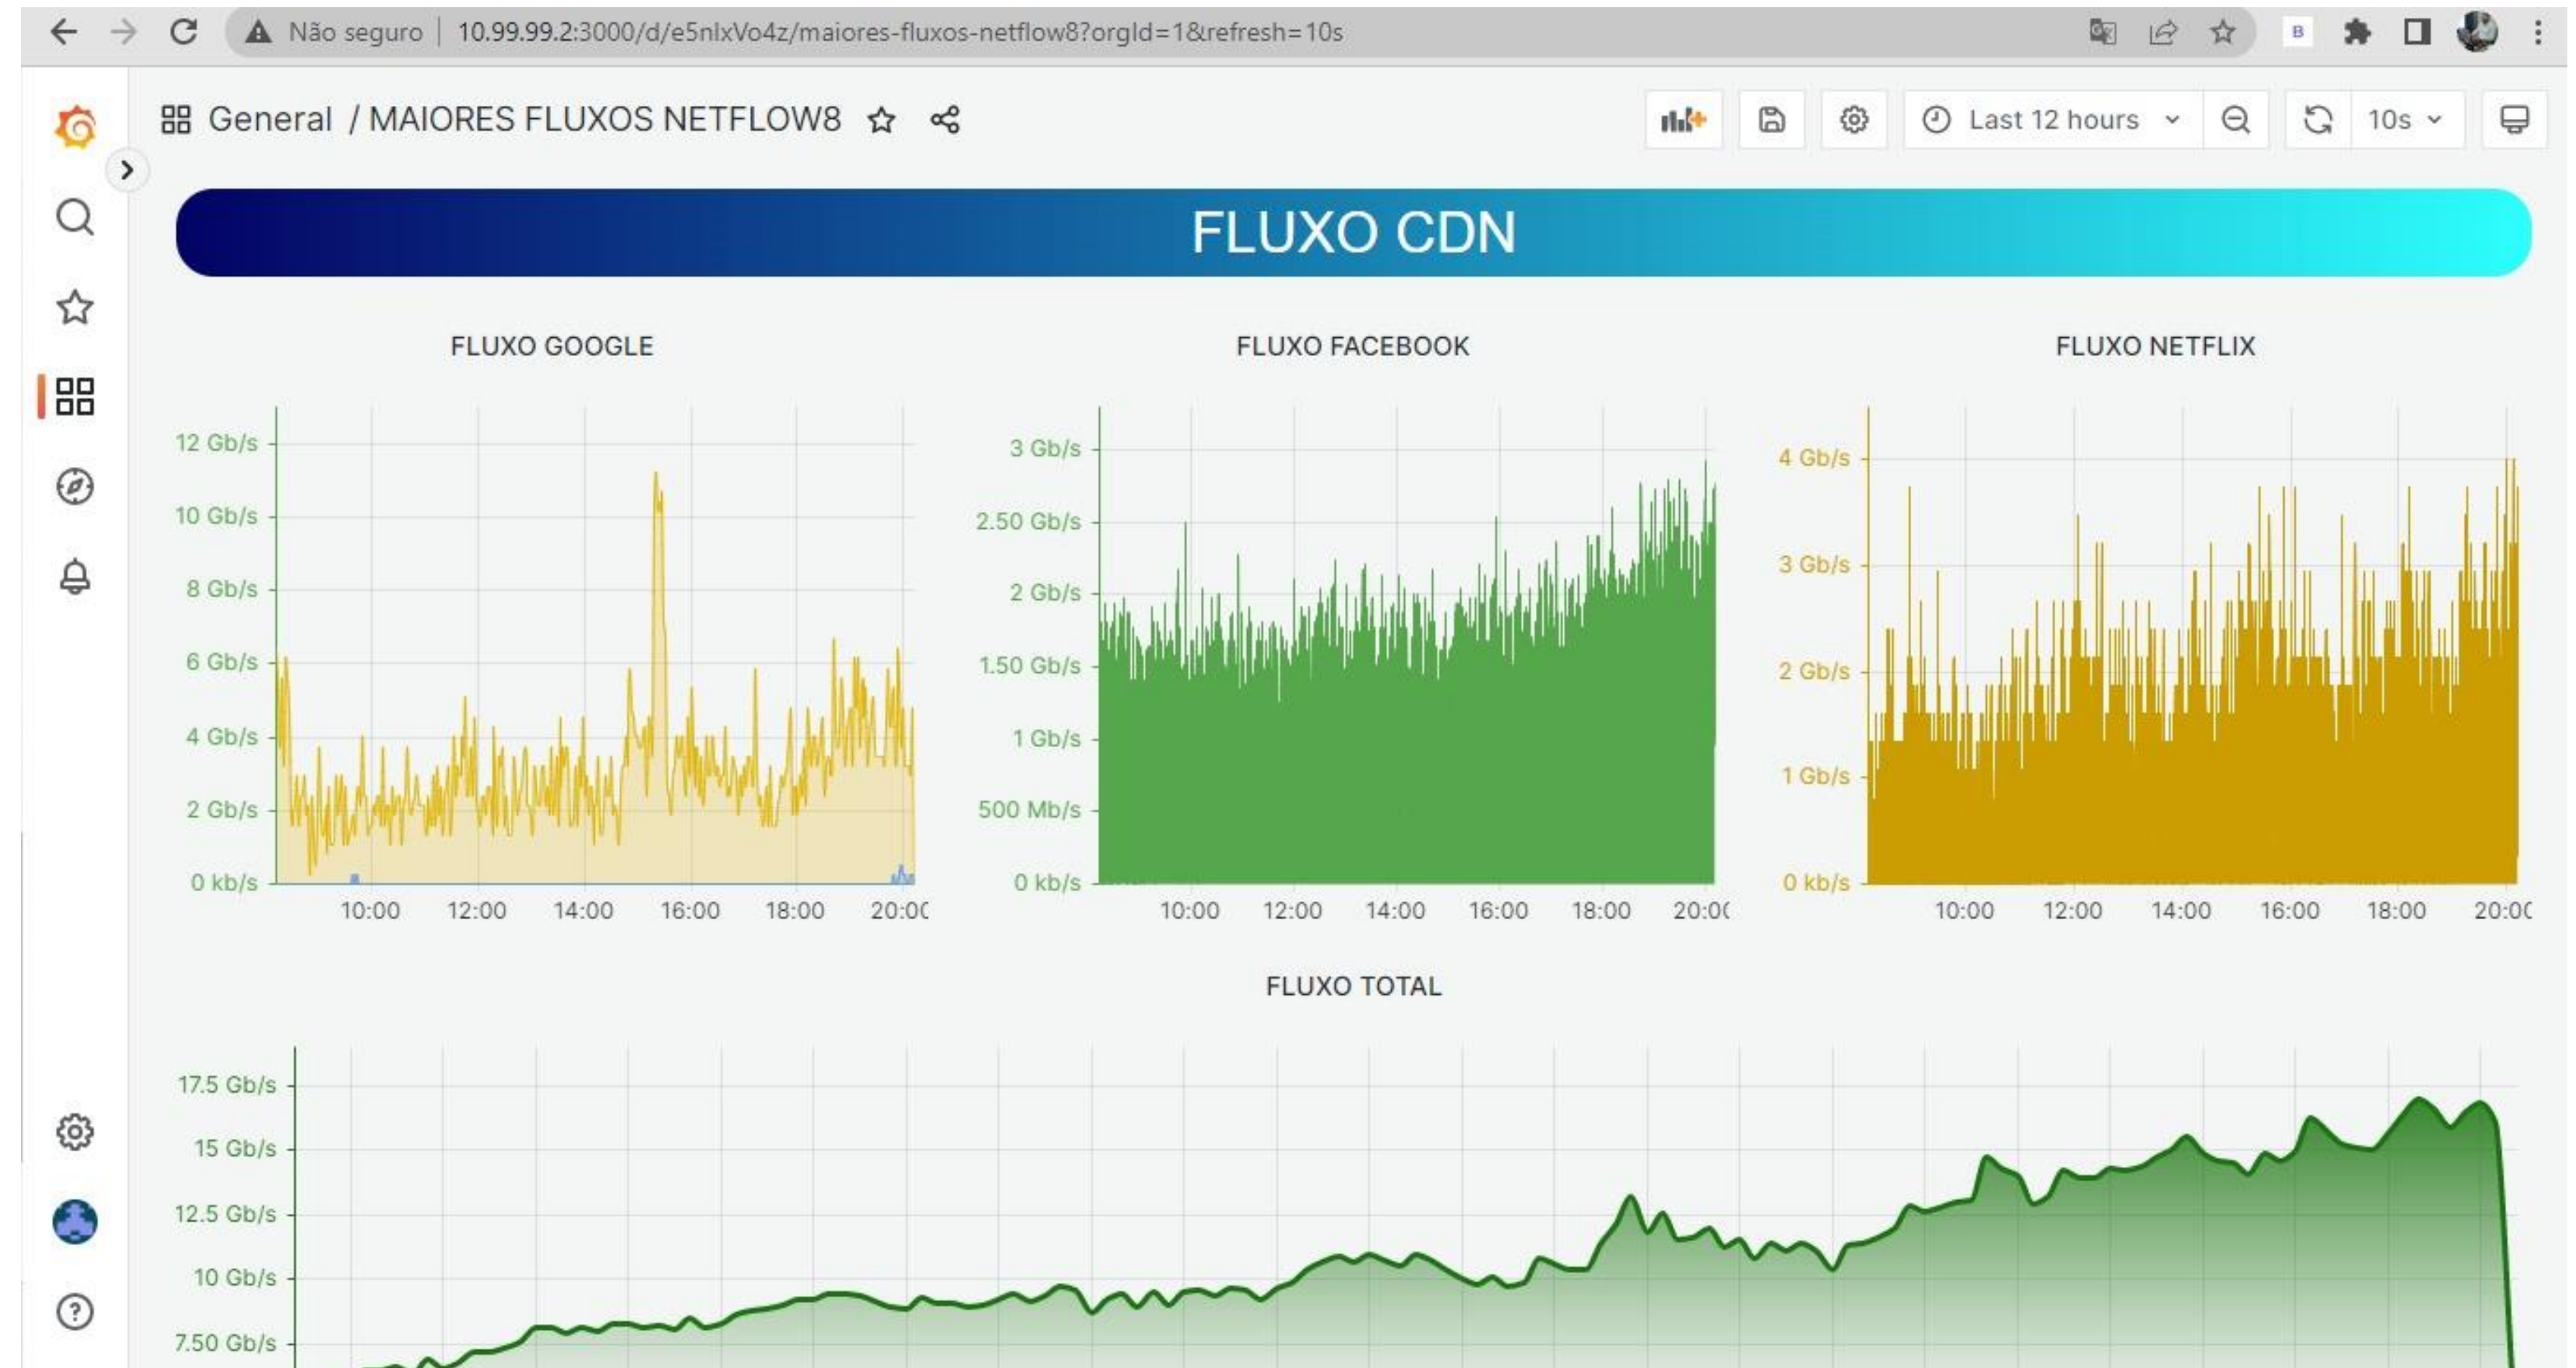 Não seguro | 10.99.99.2:3000/d/e5nlxVo4z/maiores-fluxos-netflow8?orgId=1&refresh=10s
B
General / MAIORES FLUXOS NETFLOW8
Last 12 hours
10s
FLUXO CDN
FLUXO GOOGLE
12 Gb/s
10 Gb/s
8 Gb/s
6 Gb/s
4 Gb/s
2 Gb/s
0 kb/s
10:00 12:00 14:00 16:00 18:00 20:00
FLUXO FACEBOOK
3 Gb/s
2.50 Gb/s
2 Gb/s
1.50 Gb/s
1 Gb/s
500 Mb/s
0 kb/s
10:00 12:00 14:00 16:00 18:00 20:00
FLUXO NETFLIX
4 Gb/s
3 Gb/s
2 Gb/s
1 Gb/s
0 kb/s
10:00 12:00 14:00 16:00 18:00 20:00
FLUXO TOTAL
17.5 Gb/s
15 Gb/s
12.5 Gb/s
10 Gb/s
7.50 Gb/s